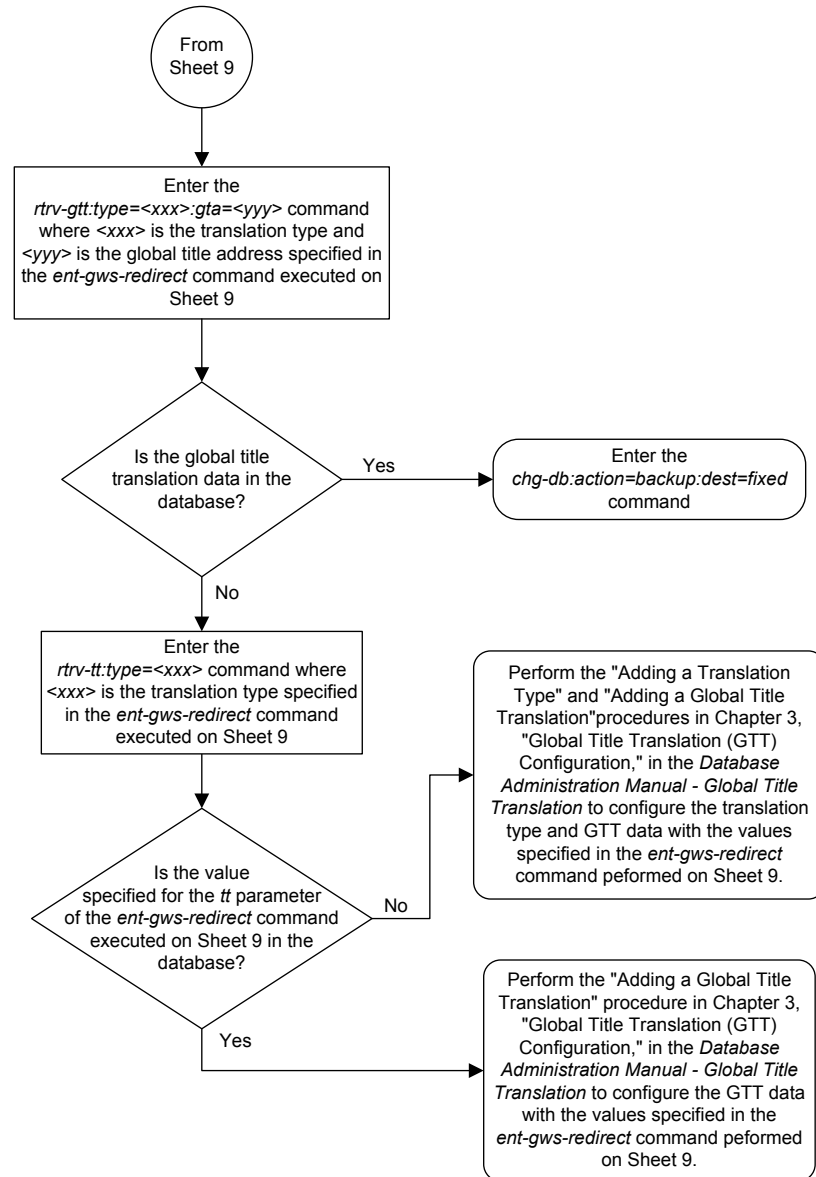 From
Sheet 9
Enter the
rtrv-gtt:type=<xxx>:gta=<yyy> command
where <xxx> is the translation type and
<yyy> is the global title address specified in
the ent-gws-redirect command executed on
Sheet 9
Is the global title
translation data in the
database?
Yes
Enter the
chg-db:action=backup:dest=fixed
command
No
Enter the
rtrv-tt:type=<xxx> command where
<xxx> is the translation type specified
in the ent-gws-redirect command
executed on Sheet 9
Is the value
specified for the tt parameter
of the ent-gws-redirect command
executed on Sheet 9 in the
database?
No
Perform the "Adding a Translation
Type" and "Adding a Global Title
Translation"procedures in Chapter 3,
"Global Title Translation (GTT)
Configuration," in the Database
Administration Manual - Global Title
Translation to configure the translation
type and GTT data with the values
specified in the ent-gws-redirect
command peformed on Sheet 9.
Yes
Perform the "Adding a Global Title
Translation" procedure in Chapter 3,
"Global Title Translation (GTT)
Configuration," in the Database
Administration Manual - Global Title
Translation to configure the GTT data
with the values specified in the
ent-gws-redirect command peformed
on Sheet 9.